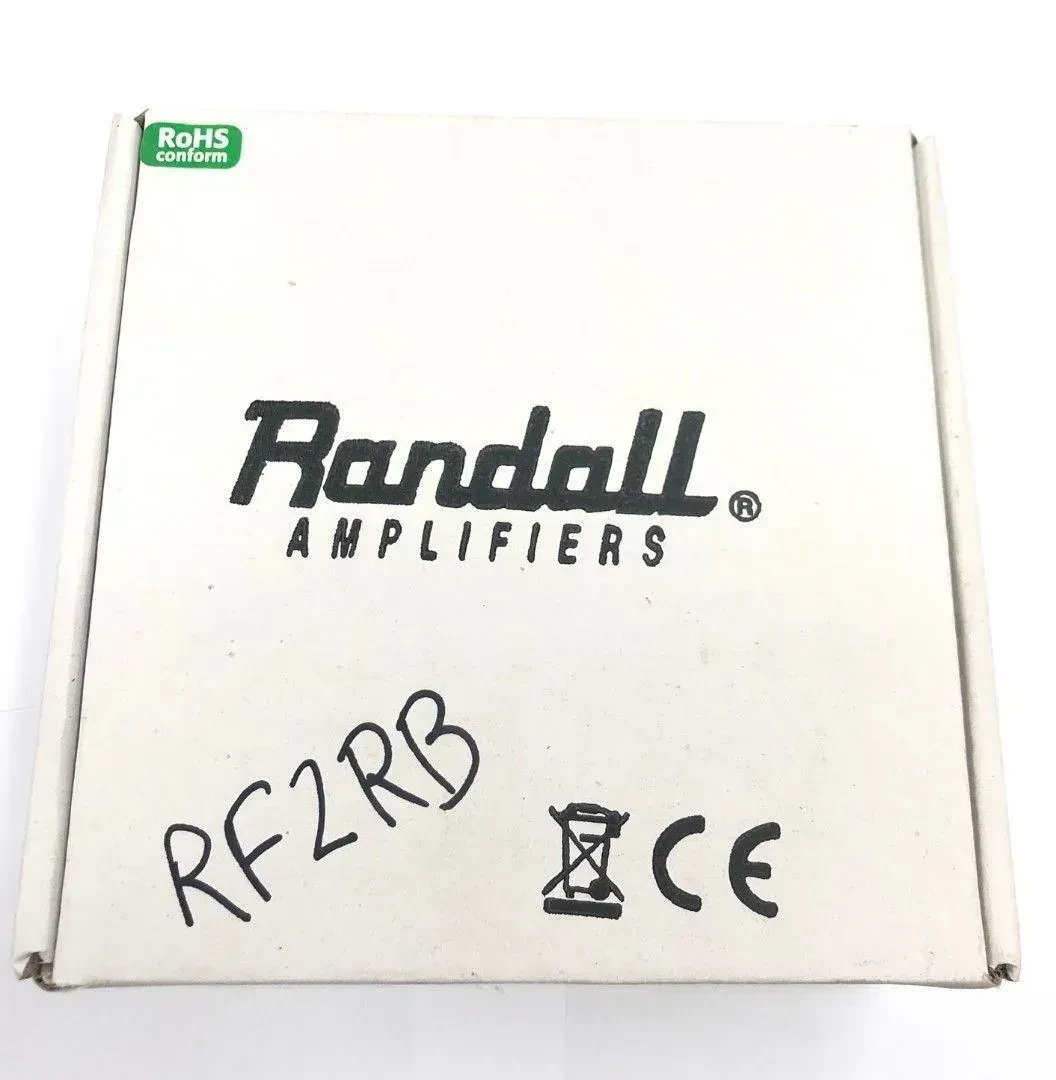 RoHS
conform
Randall®
AMPLIFIERS
RF2RB
CE